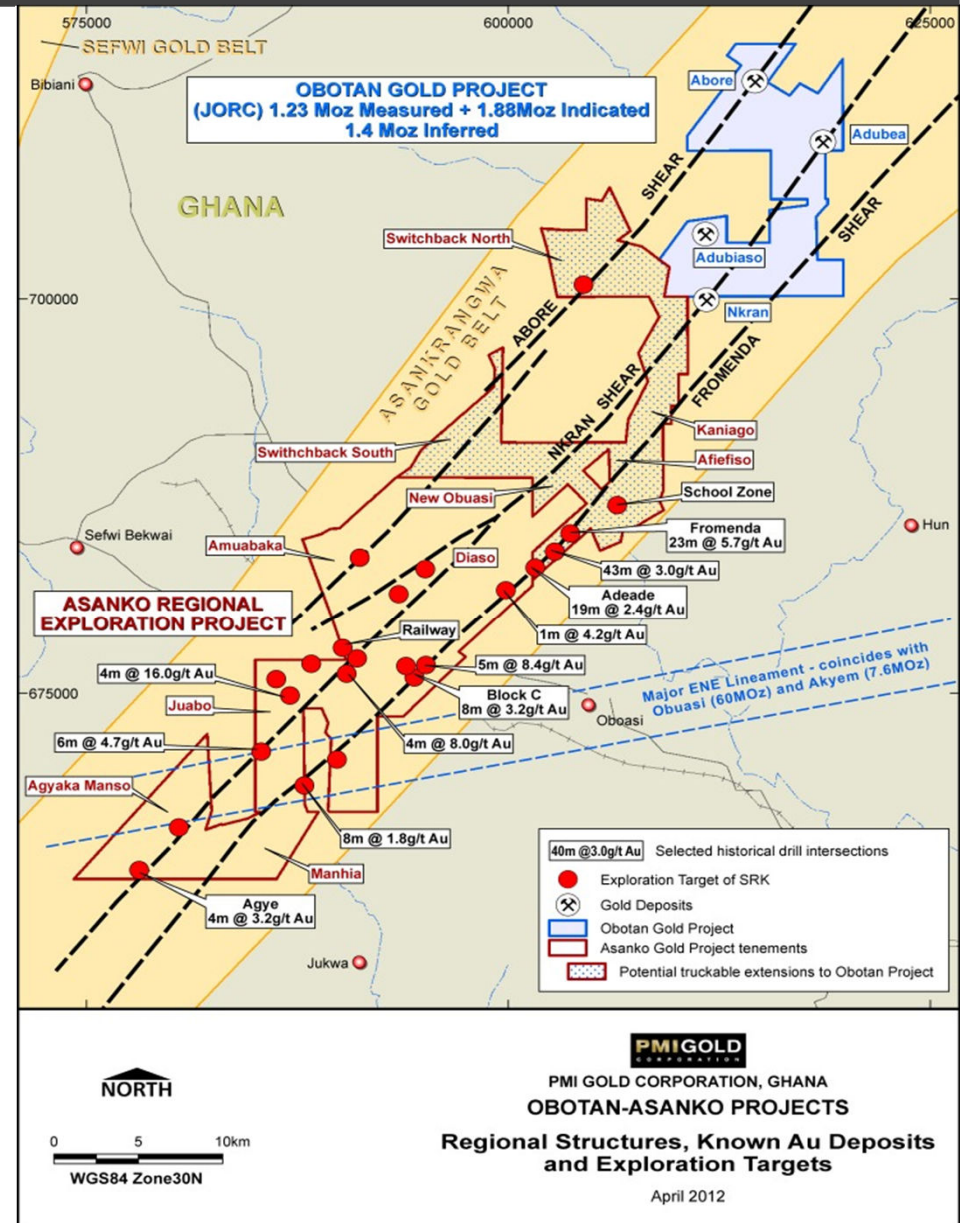 575000
600000
625000
SEFWI GOLD BELT
Bibiani
OBOTAN GOLD PROJECT
(JORC) 1.23 Moz Measured + 1.88Moz Indicated
1.4 Moz Inferred
Abore
Adubea
SHEAR
GHANA
SHEAR
Switchback North
Adubiaso
700000
Nkran
ASANKRANGWA
GOLD BELT
ABORE
FROMENDA
NKRAN SHEAR
Kaniago
Swithchback South
Afiefiso
New Obuasi
School Zone
Sefwi Bekwai
Hun
Fromenda
23m @ 5.7g/t Au
Amuabaka
Diaso
43m @ 3.0g/t Au
Adeade
19m @ 2.4g/t Au
ASANKO REGIONAL
EXPLORATION PROJECT
Railway
1m @ 4.2g/t Au
5m @ 8.4g/t Au
4m @ 16.0g/t Au
675000
Block C
8m @ 3.2g/t Au
Major ENE Lineament - coincides with
Obuasi (60MOz) and Akyem (7.6MOz)
Juabo
Oboasi
6m @ 4.7g/t Au
4m @ 8.0g/t Au
Agyaka Manso
8m @ 1.8g/t Au
Manhia
Agye
4m @ 3.2g/t Au
Jukwa
40m @3.0g/t Au Selected historical drill intersections
Exploration Target of SRK
Gold Deposits
Obotan Gold Project
Asanko Gold Project tenements
Potential truckable extensions to Obotan Project
NORTH
0 5 10km
WGS84 Zone30N
PMIGOLD
CORPORATION
PMI GOLD CORPORATION, GHANA
OBOTAN-ASANKO PROJECTS
Regional Structures, Known Au Deposits
and Exploration Targets
April 2012